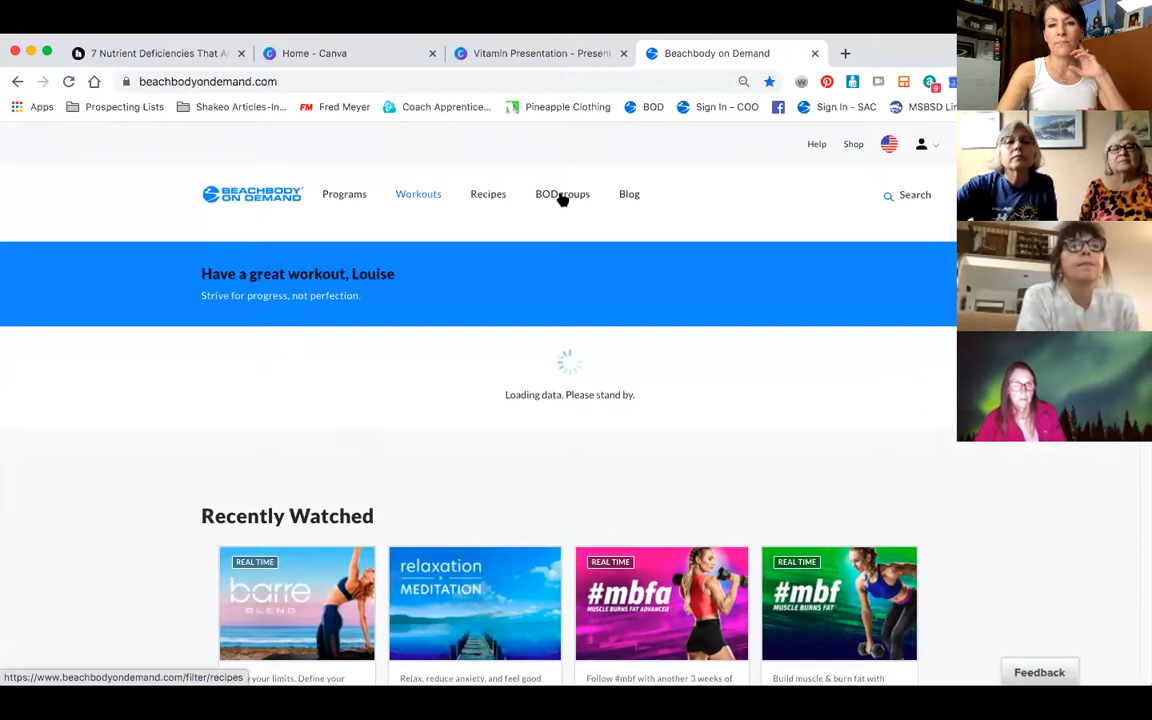 7 Nutrient Deficiencies That A
Home - Canva
Vitamin Presentation - Present
Beachbody on Demand
beachbodyondemand.com
9
Apps
Prospecting Lists
Shakeo Articles-In...
FM
Fred Meyer
Coach Apprentice...
Pineapple Clothing
BOD
Sign In – COO
Sign In - SAC
MSBSD Lin
Help
Shop
BEACHBODY
ON DEMAND
Programs
Workouts
Recipes
BODgroups
Blog
Search
Have a great workout, Louise
Strive for progress, not perfection.
Loading data. Please stand by.
Recently Watched
REAL TIME
barre
BLEND
relaxation
MEDITATION
REAL TIME
#mbfa
MUSCLE BURNS FAT ADVANCED
REAL TIME
#mbf
MUSCLE BURNS FAT
your limits. Define your
Relax, reduce anxiety, and feel good
Follow #mbf with another 3 weeks of
Build muscle & burn fat with
https://www.beachbodyondemand.com/filter/recipes
Feedback